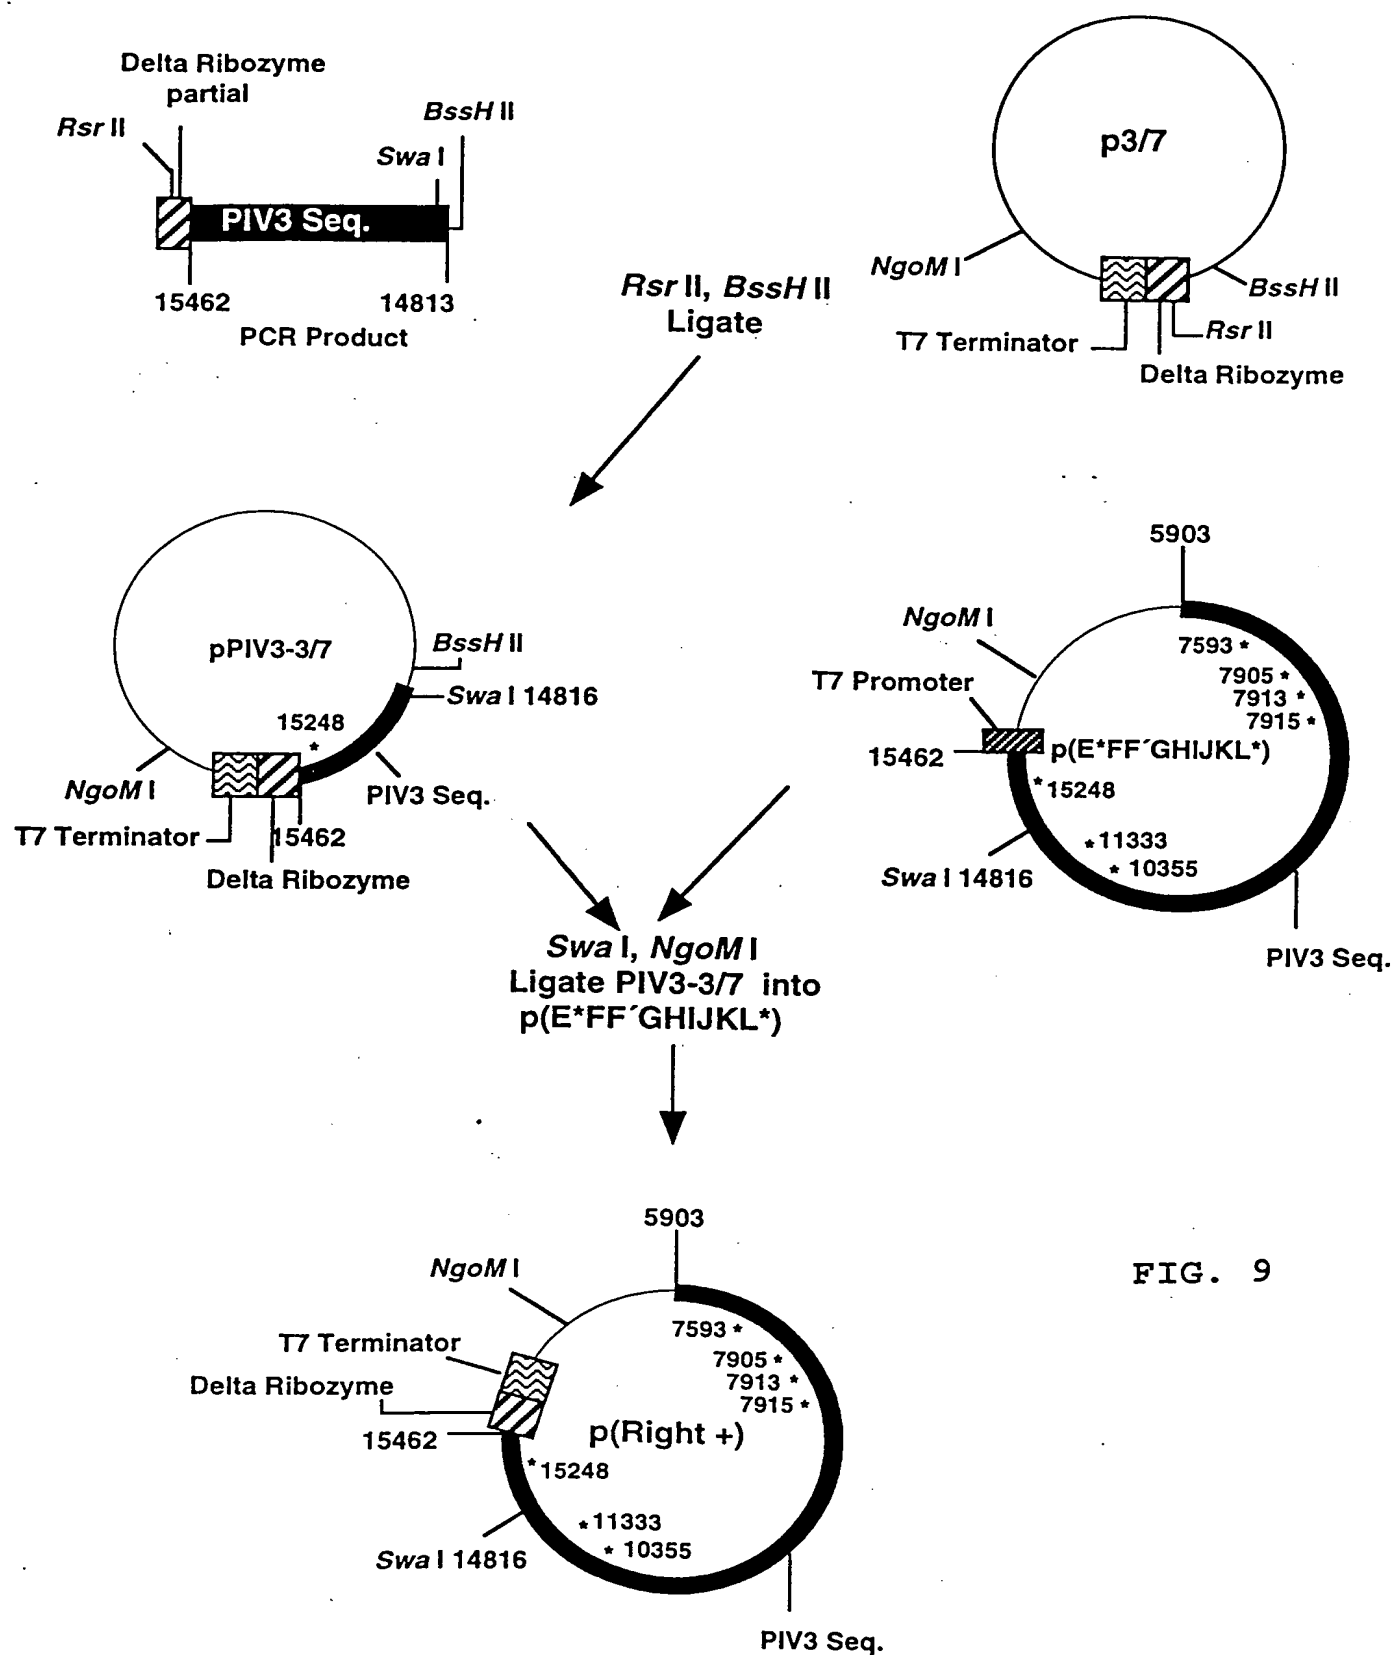 Delta Ribozyme
partial
Rsr II
BssH II
Swa I
PIV3 Seq.
15462
14813
PCR Product
Rsr II, BssH II
Ligate
p3/7
NgoM I
BssH II
Rsr II
T7 Terminator
Delta Ribozyme
pPIV3-3/7
BssH II
Swa I 14816
15248
*
NgoM I
PIV3 Seq.
T7 Terminator
15462
Delta Ribozyme
5903
NgoM I
7593 *
T7 Promoter
7905 *
7913 *
7915 *
15462
p(E*FF´GHIJKL*)
* 15248
* 11333
* 10355
Swa I 14816
PIV3 Seq.
Swa I, NgoM I
Ligate PIV3-3/7 into
p(E*FF´GHIJKL*)
5903
NgoM I
7593 *
T7 Terminator
7905 *
7913 *
7915 *
Delta Ribozyme
15462
p(Right +)
* 15248
* 11333
* 10355
Swa I 14816
PIV3 Seq.
FIG. 9